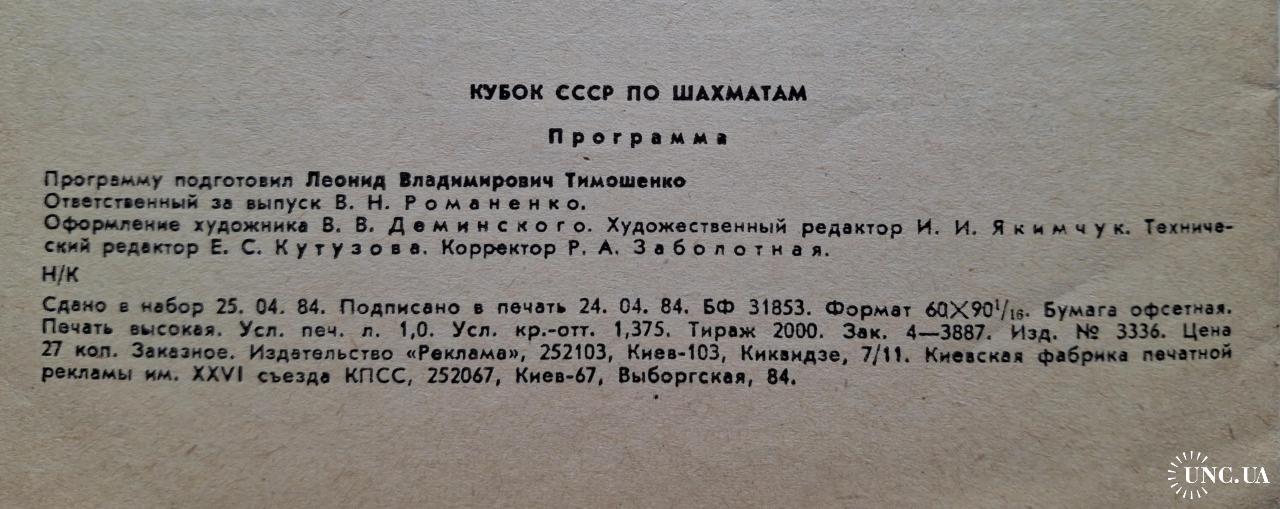 КУБОК СССР ПО ШАХМАТАМ
Программа
Программу подготовил Леонид Владимирович Тимошенко
Ответственный за выпуск В. Н. Романенко.
Оформление художника В. В. Деминского. Художественный редактор И. И. Якимчук. Техниче-
ский редактор Е. С. Кутузова. Корректор Р. А. Заболотная.
Н/К
Сдано в набор 25. 04. 84. Подписано в печать 24. 04. 84. БФ 31853. Формат 60×90¹/₁₆. Бумага офсетная.
Печать высокая. Усл. печ. л. 1,0. Усл. кр.-отт. 1,375. Тираж 2000. Зак. 4—3887. Изд. № 3336. Цена
27 коп. Заказное. Издательство «Реклама», 252103, Киев-103, Киквидзе, 7/11. Киевская фабрика печатной
рекламы им. XXVI съезда КПСС, 252067, Киев-67, Выборгская, 84.
UNC.UA